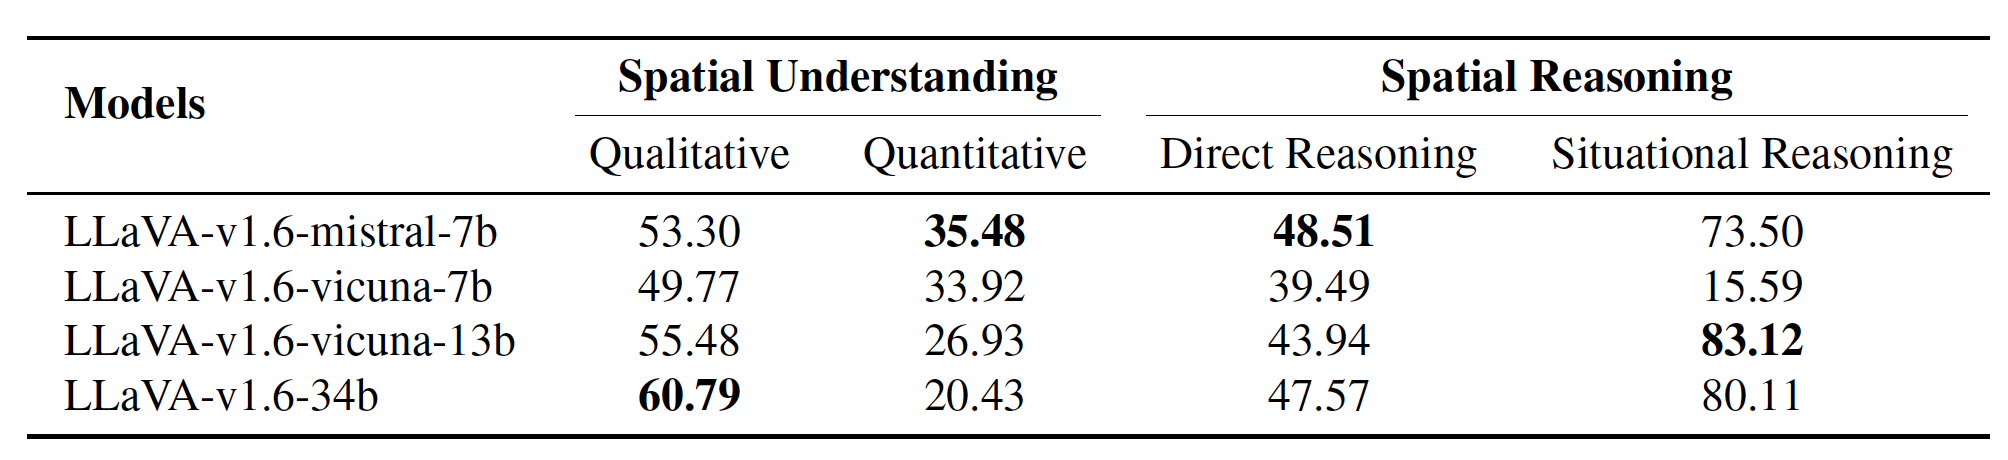 Models Spatial Understanding Spatial Reasoning
Qualitative Quantitative Direct Reasoning Situational Reasoning
LLaVA-v1.6-mistral-7b 53.30 35.48 48.51 73.50
LLaVA-v1.6-vicuna-7b 49.77 33.92 39.49 15.59
LLaVA-v1.6-vicuna-13b 55.48 26.93 43.94 83.12
LLaVA-v1.6-34b 60.79 20.43 47.57 80.11